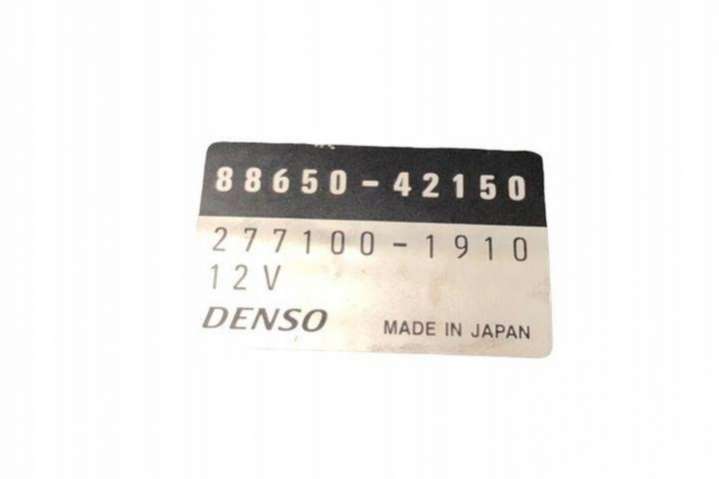 88650-42150
277100-1910
12V
DENSO MADE IN JAPAN